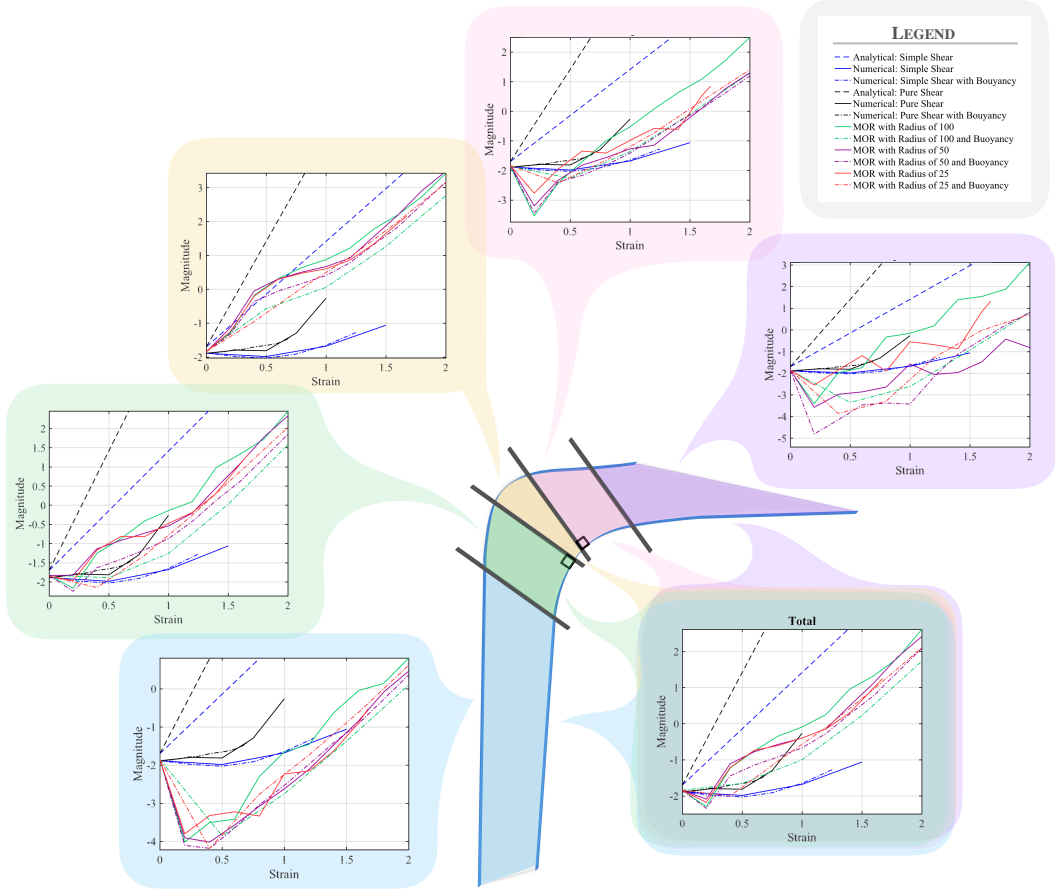 LEGEND
Analytical: Simple Shear
Numerical: Simple Shear
Numerical: Simple Shear with Bouyancy
Analytical: Pure Shear
Numerical: Pure Shear
Numerical: Pure Shear with Bouyancy
MOR with Radius of 100
MOR with Radius of 100 and Buoyancy
MOR with Radius of 50
MOR with Radius of 50 and Buoyancy
MOR with Radius of 25
MOR with Radius of 25 and Buoyancy
Magnitude
2
1
0
-1
-2
-3
0 0.5 1 1.5 2
Strain
Magnitude
3
2
1
0
-1
-2
0 0.5 1 1.5 2
Strain
Magnitude
3
2
1
0
-1
-2
-3
-4
-5
0 0.5 1 1.5 2
Strain
Magnitude
2
1.5
1
0.5
0
-0.5
-1
-1.5
-2
0 0.5 1 1.5 2
Strain
Magnitude
0
-1
-2
-3
-4
0 0.5 1 1.5 2
Strain
Total
Magnitude
2
1
0
-1
-2
0 0.5 1 1.5 2
Strain